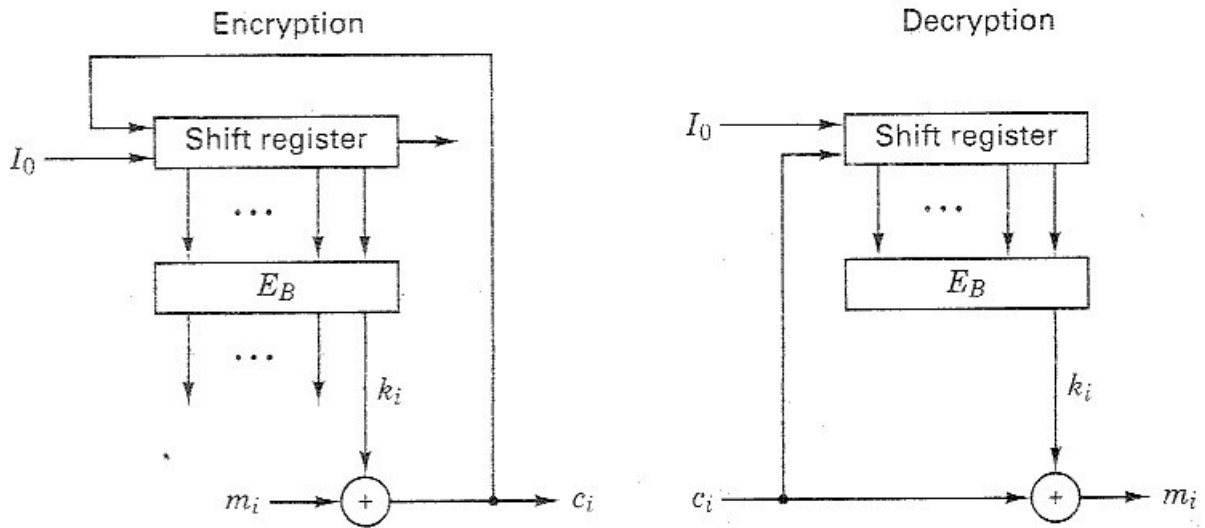 Encryption
Decryption
Shift register
I₀
• • •
E_B
• • •
k_i
m_i
+
c_i
I₀
Shift register
• • •
E_B
k_i
c_i
+
m_i